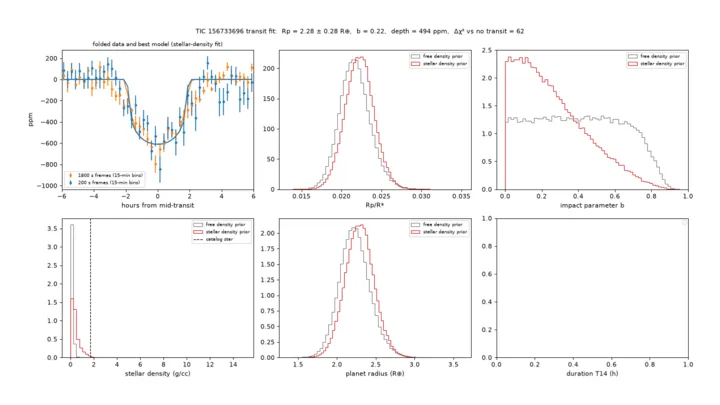 TIC 156733696 transit fit: Rp = 2.28 ± 0.28 R⊕, b = 0.22, depth = 494 ppm, Δχ² vs no transit = 62
folded data and best model (stellar-density fit)
ppm
200
0
−200
−400
−600
−800
−1000
1800 s frames (15-min bins)
200 s frames (15-min bins)
−6 −4 −2 0 2 4 6
hours from mid-transit
free density prior
stellar density prior
200
150
100
50
0
0.015 0.020 0.025 0.030 0.035
Rp/R*
free density prior
stellar density prior
2.5
2.0
1.5
1.0
0.5
0.0
0.0 0.2 0.4 0.6 0.8 1.0
impact parameter b
free density prior
stellar density prior
catalog star
3.5
3.0
2.5
2.0
1.5
1.0
0.5
0.0
0 2 4 6 8 10 12 14
stellar density (g/cc)
free density prior
stellar density prior
2.00
1.75
1.50
1.25
1.00
0.75
0.50
0.25
0.00
1.5 2.0 2.5 3.0 3.5
planet radius (R⊕)
1.0
0.8
0.6
0.4
0.2
0.0
0.0 0.2 0.4 0.6 0.8 1.0
duration T14 (h)